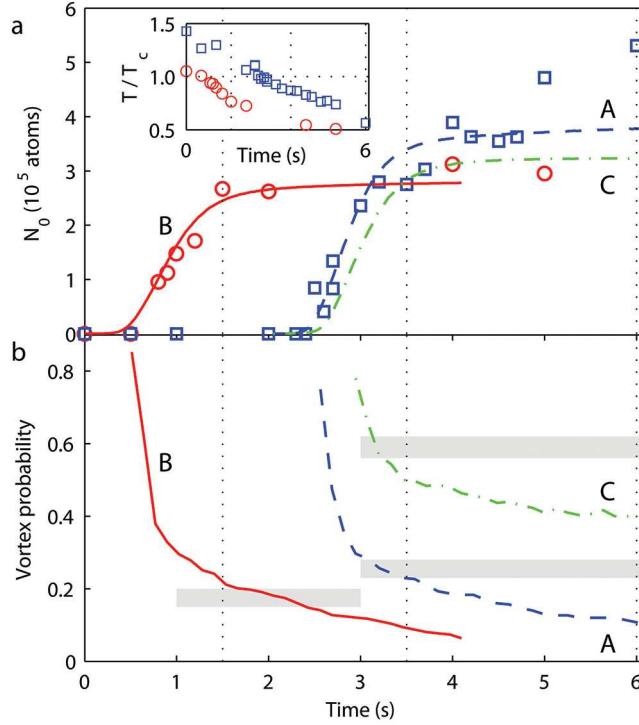 a
6
5
4
3
2
1
0
N0 (10^5 atoms)
1.5
1.0
0.5
T / Tc
0
6
Time (s)
A
C
B
b
0.8
0.6
0.4
0.2
0
Vortex probability
B
C
A
0 1 2 3 4 5 6
Time (s)